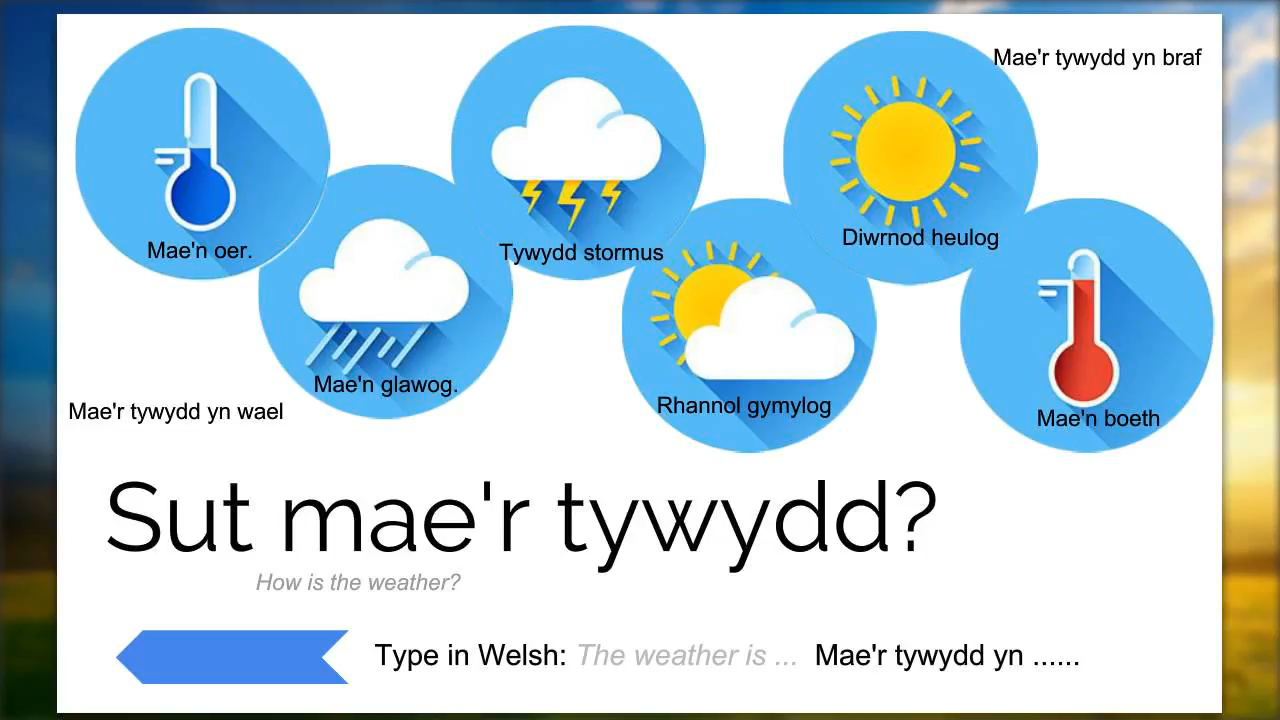 Mae'r tywydd yn braf
Mae'n oer.
Tywydd stormus
Diwrnod heulog
Mae'n glawog.
Mae'r tywydd yn wael
Rhannol gymylog
Mae'n boeth
Sut mae'r tywydd?
How is the weather?
Type in Welsh: The weather is ... Mae'r tywydd yn ......